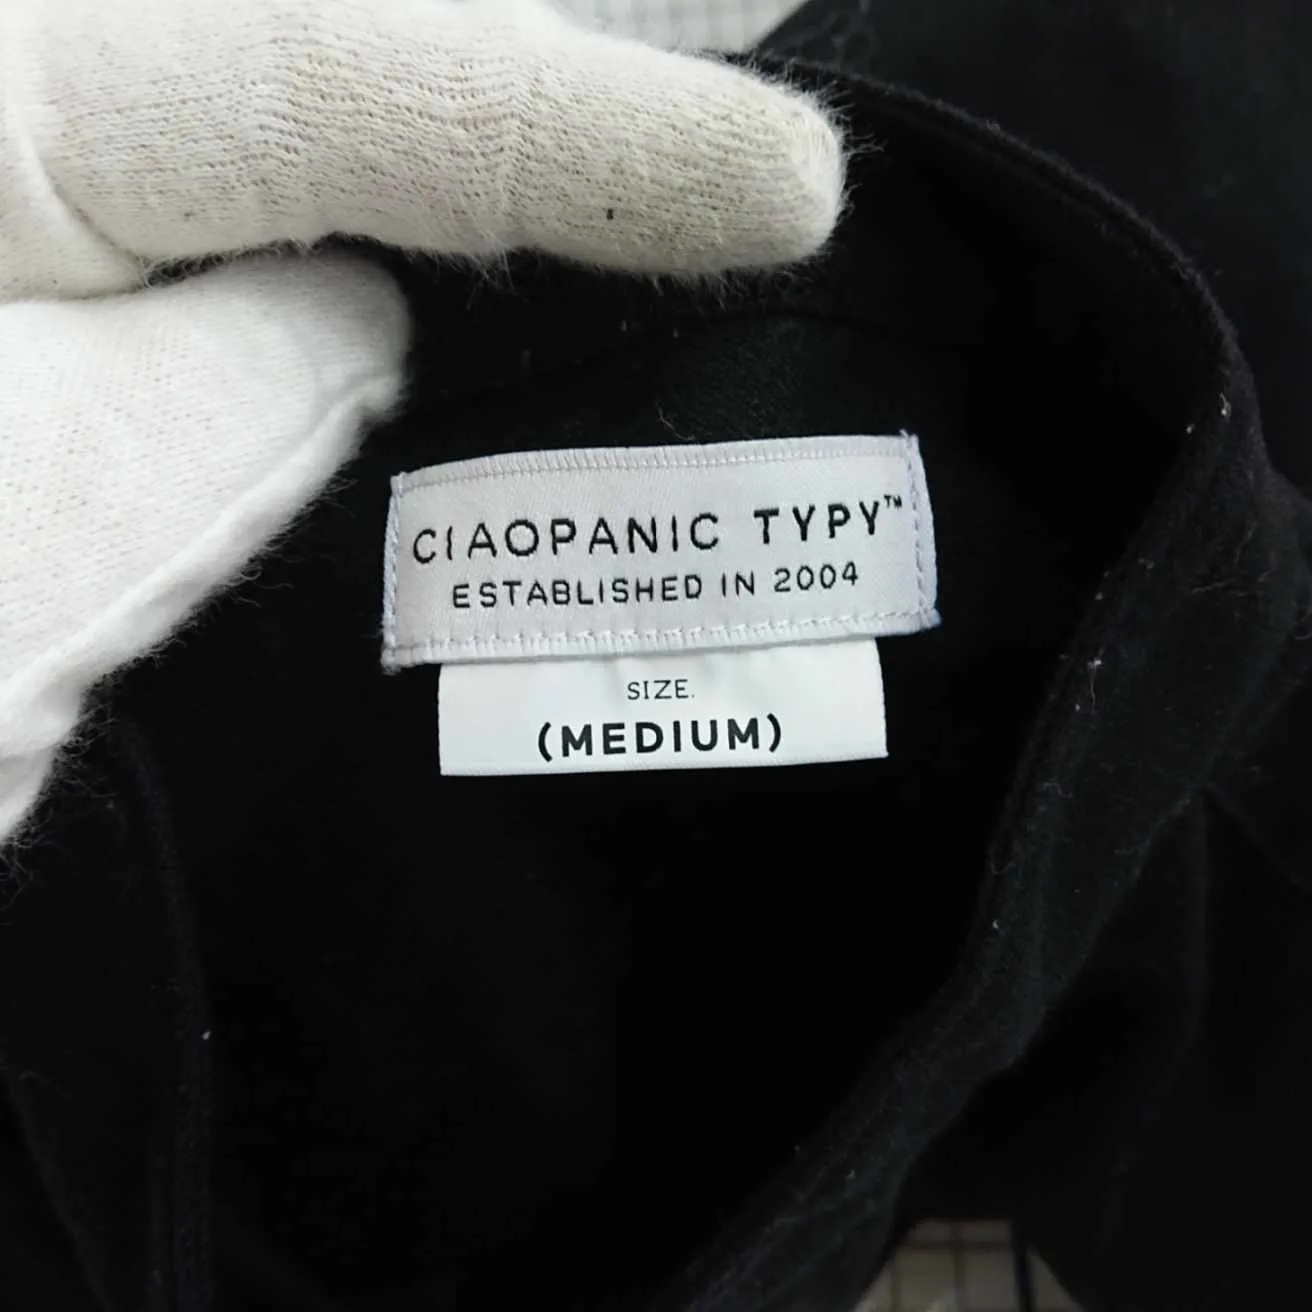 CIAOPANIC TYPY™
ESTABLISHED IN 2004
SIZE.
(MEDIUM)